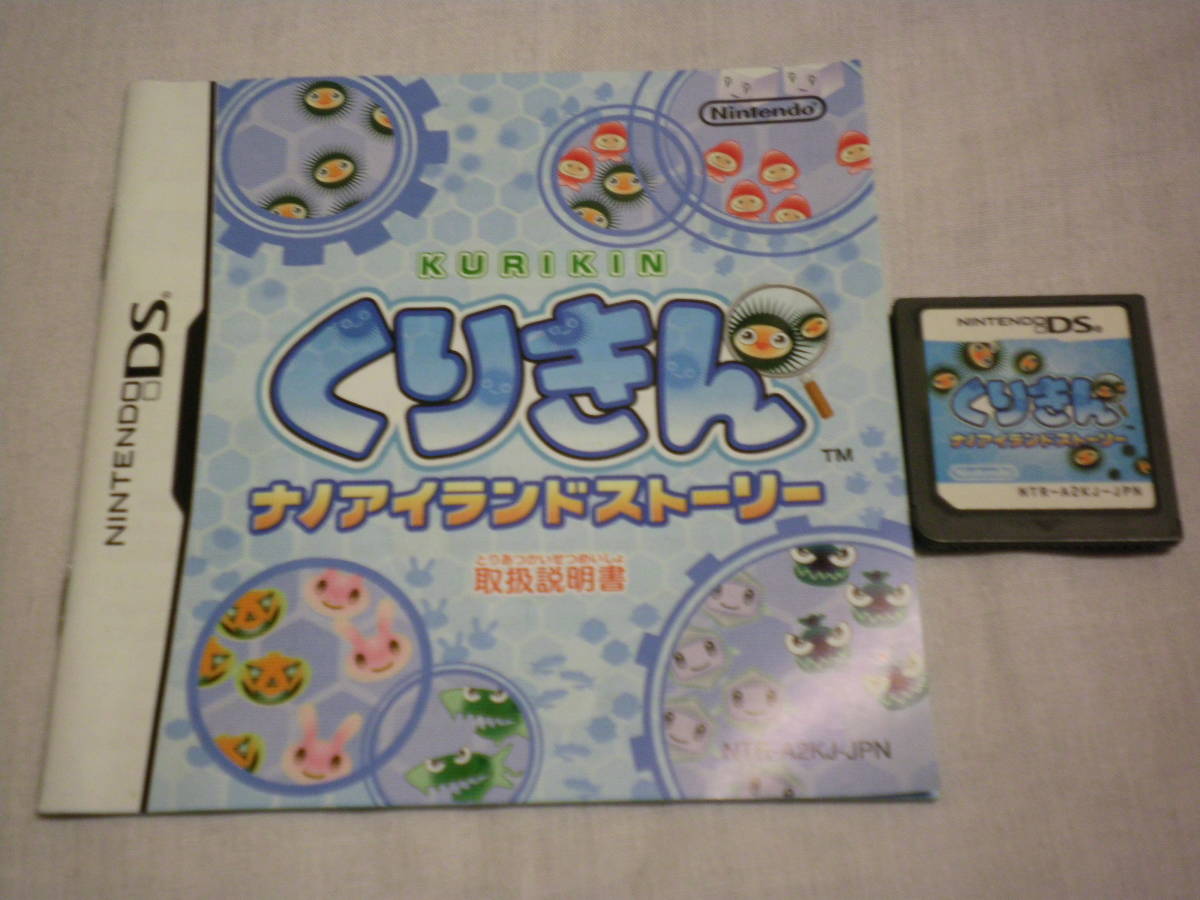 NINTENDO DS
Nintendo
KURIKIN
くりきん
TM
ナノアイランドストーリー
とりあつかいせつめいしょ
取扱説明書
NTR-A2KJ-JPN
NINTENDO DS
くりきん
ナノアイランドストーリー
Nintendo
NTR-A2KJ-JPN